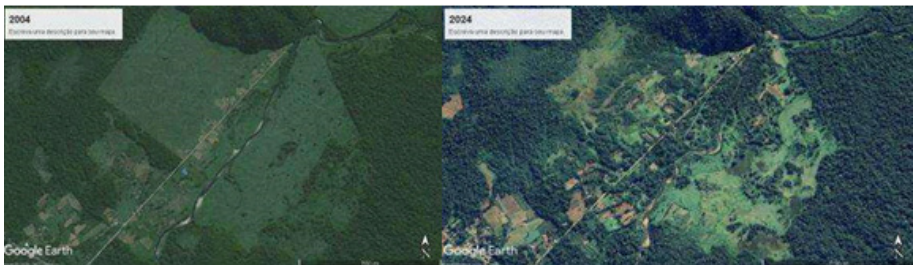 2004
Escreva uma descrição para seu mapa.
2024
Escreva uma descrição para seu mapa.
Google Earth
N
Google Earth
N